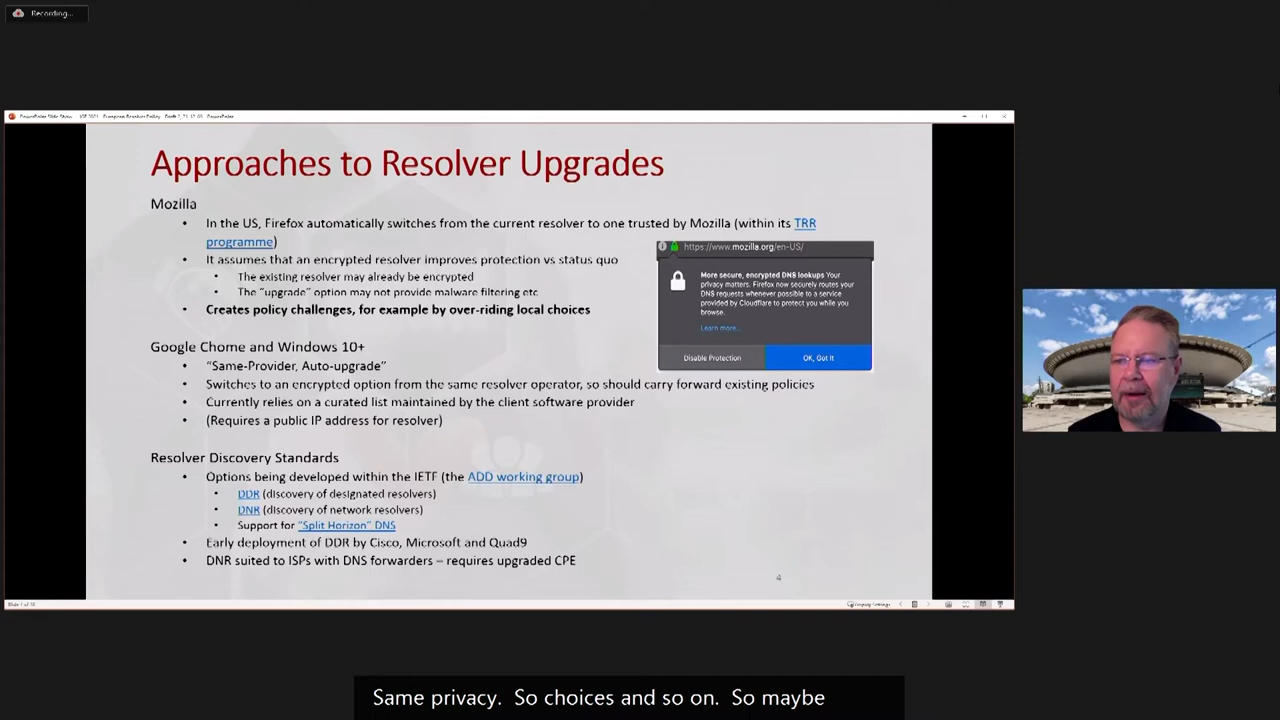 Recording...
Approaches to Resolver Upgrades
Mozilla
• In the US, Firefox automatically switches from the current resolver to one trusted by Mozilla (within its TRR
programme)
• It assumes that an encrypted resolver improves protection vs status quo
• The existing resolver may already be encrypted
• The "upgrade" option may not provide malware filtering etc
• Creates policy challenges, for example by over-riding local choices
https://www.mozilla.org/en-US/
More secure, encrypted DNS lookups Your
privacy matters. Firefox now securely routes your
DNS requests whenever possible to a service
provided by Cloudflare to protect you while you
browse.
Learn more...
Disable Protection
OK, Got It
Google Chome and Windows 10+
• "Same-Provider, Auto-upgrade"
• Switches to an encrypted option from the same resolver operator, so should carry forward existing policies
• Currently relies on a curated list maintained by the client software provider
• (Requires a public IP address for resolver)
Resolver Discovery Standards
• Options being developed within the IETF (the ADD working group)
• DDR (discovery of designated resolvers)
• DNR (discovery of network resolvers)
• Support for "Split Horizon" DNS
• Early deployment of DDR by Cisco, Microsoft and Quad9
• DNR suited to ISPs with DNS forwarders – requires upgraded CPE
4
Display Settings
Same privacy. So choices and so on. So maybe